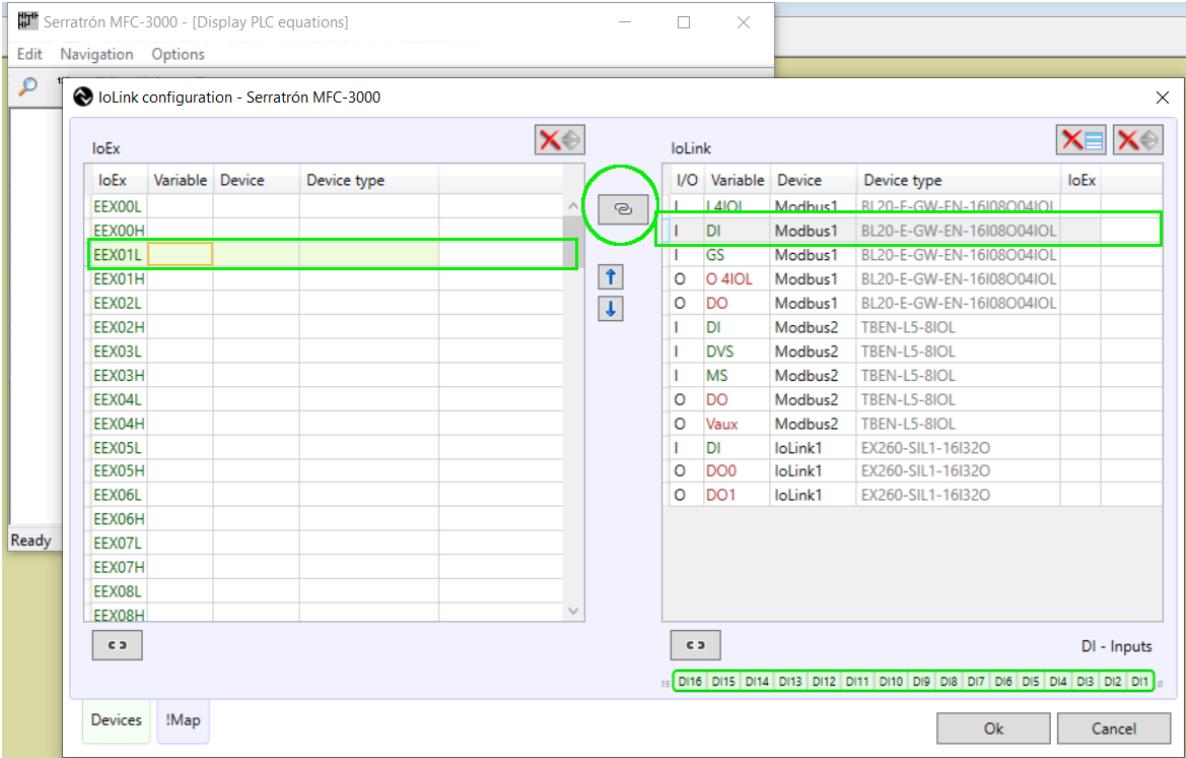 Serratrón MFC-3000 - [Display PLC equations]
Edit Navigation Options
IoLink configuration - Serratrón MFC-3000
IoEx
IoEx Variable Device Device type
EEX00L
EEX00H
EEX01L
EEX01H
EEX02L
EEX02H
EEX03L
EEX03H
EEX04L
EEX04H
EEX05L
EEX05H
EEX06L
EEX06H
EEX07L
EEX07H
EEX08L
EEX08H
IoLink
I/O Variable Device Device type IoEx
I I 4IOL Modbus1 BL20-E-GW-EN-16I08O04IOL
I DI Modbus1 BL20-E-GW-EN-16I08O04IOL
I GS Modbus1 BL20-E-GW-EN-16I08O04IOL
O O 4IOL Modbus1 BL20-E-GW-EN-16I08O04IOL
O DO Modbus1 BL20-E-GW-EN-16I08O04IOL
I DI Modbus2 TBEN-L5-8IOL
I DVS Modbus2 TBEN-L5-8IOL
I MS Modbus2 TBEN-L5-8IOL
O DO Modbus2 TBEN-L5-8IOL
O Vaux Modbus2 TBEN-L5-8IOL
I DI IoLink1 EX260-SIL1-16I32O
O DO0 IoLink1 EX260-SIL1-16I32O
O DO1 IoLink1 EX260-SIL1-16I32O
DI - Inputs
15 DI16 DI15 DI14 DI13 DI12 DI11 DI10 DI9 DI8 DI7 DI6 DI5 DI4 DI3 DI2 DI1 0
Ready
Devices !Map
Ok Cancel